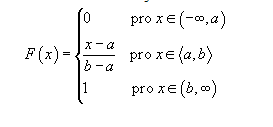 0 pro x∈(-∞,a)
F(x)= { x-a / b-a pro x∈⟨a,b⟩
1 pro x∈(b,∞)